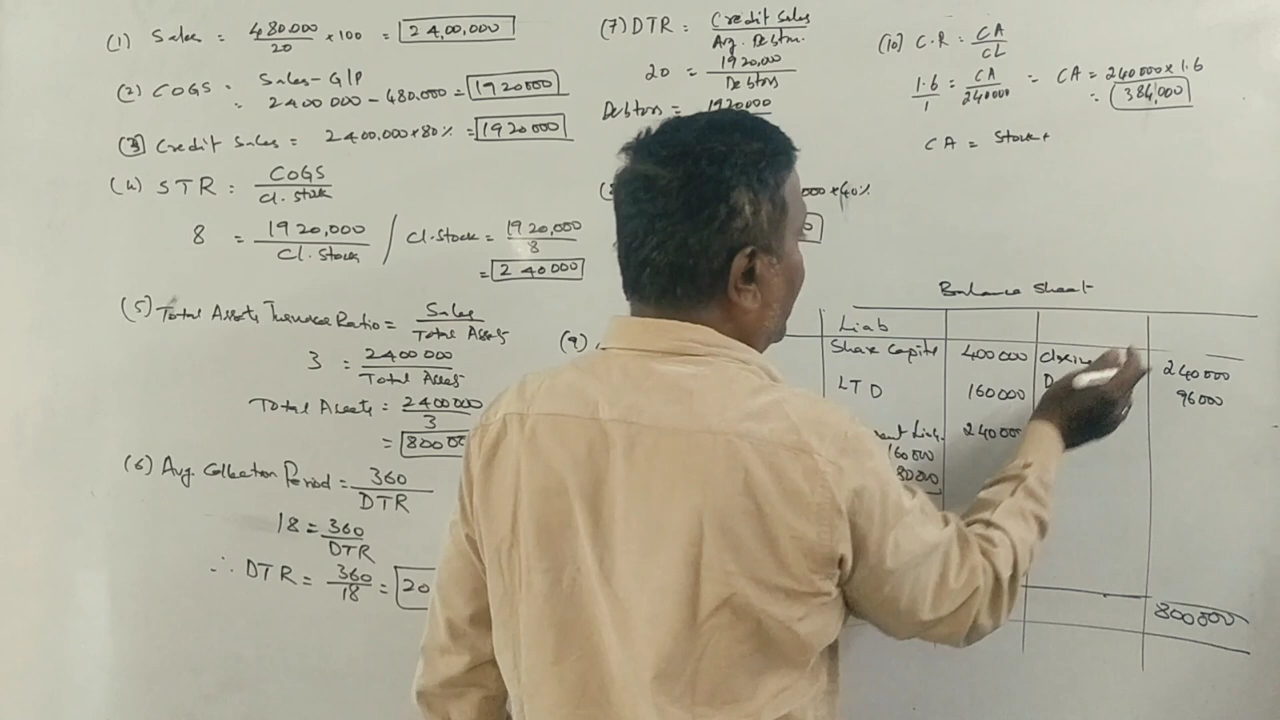 (1) Sales = 480.000/20 × 100 = 24,00,000
(2) COGS = Sales - G/P
= 2400 000 - 480.000 = 1920000
(3) Credit Sales = 2400,000 × 80% = 1920000
(4) STR = COGS/Cl. stock
8 = 1920,000/Cl. Stock / Cl. Stock = 1920,000/8
= 240000
(5) Total Assets Turnover Ratio = Sales/Total Assets
3 = 2400000/Total Assets
Total Assets = 2400000/3
= 8000
(6) Avg. Collection Period = 360/DTR
18 = 360/DTR
∴ DTR = 360/18 = 20
(7) DTR = Credit Sales/Avg. Debtors
20 = 1920,000/Debtors
Debtors = 1920000
000 × 40%
(9)
(10) C.R = CA/CL
1.6/1 = CA/240000 = CA = 240000 × 1.6
= 384,000
CA = Stock +
Balance Sheet
Liab
Share Capital 400000 240000
LTD 160000 D 96000
Liab. 240000
60000
80000
800000